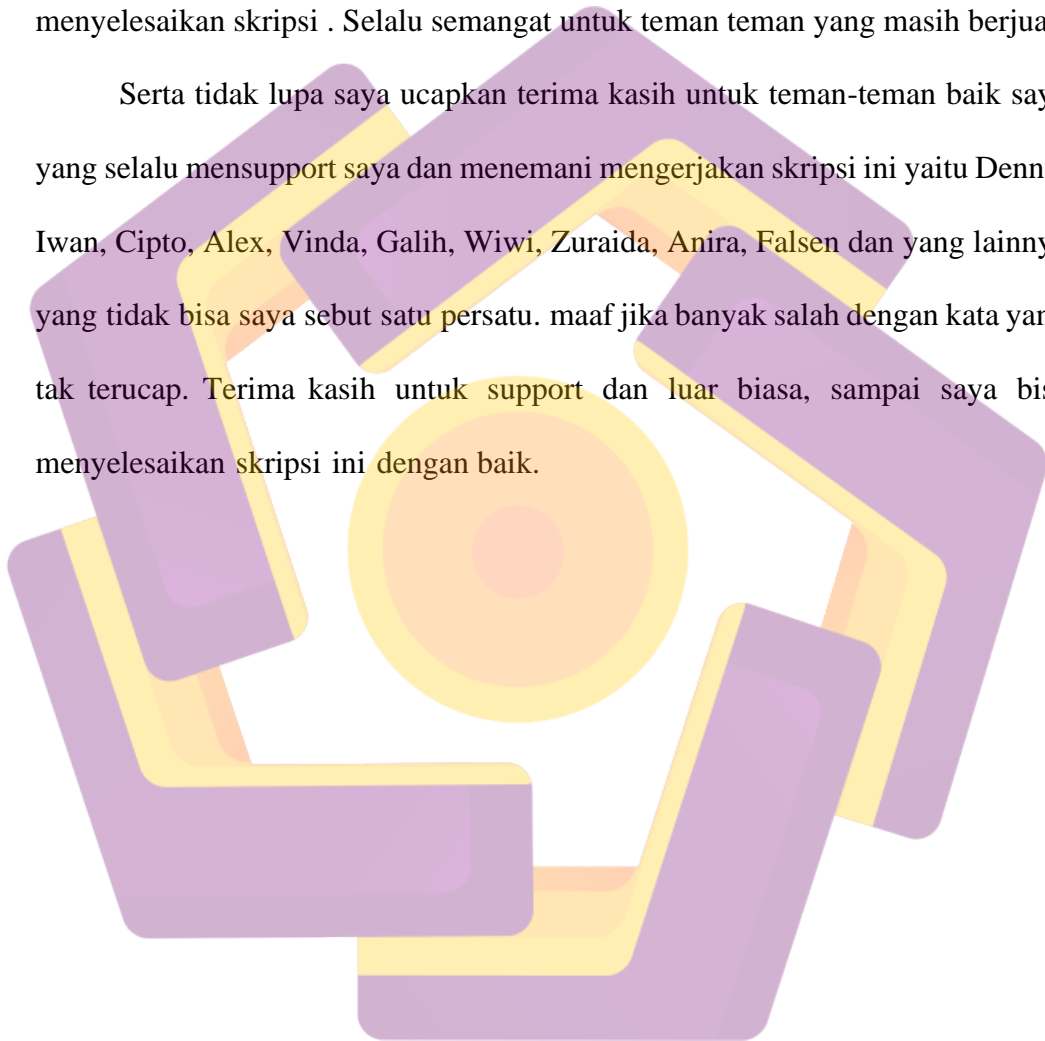 menyelesaikan skripsi . Selalu semangat untuk teman teman yang masih berjua
Serta tidak lupa saya ucapkan terima kasih untuk teman-teman baik say
yang selalu mensupport saya dan menemani mengerjakan skripsi ini yaitu Denn
Iwan, Cipto, Alex, Vinda, Galih, Wiwi, Zuraida, Anira, Falsen dan yang lainny
yang tidak bisa saya sebut satu persatu. maaf jika banyak salah dengan kata yan
tak terucap. Terima kasih untuk support dan luar biasa, sampai saya bis
menyelesaikan skripsi ini dengan baik.